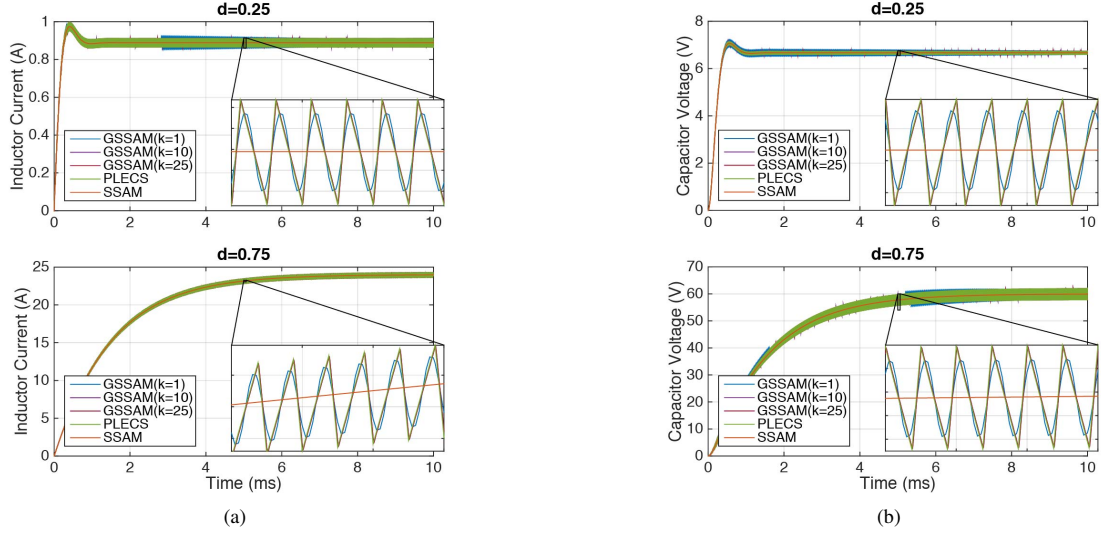 d=0.25
Inductor Current (A)
1
0.8
0.6
0.4
0.2
0
GSSAM(k=1)
GSSAM(k=10)
GSSAM(k=25)
PLECS
SSAM
0 2 4 6 8 10
d=0.75
Inductor Current (A)
25
20
15
10
5
0
GSSAM(k=1)
GSSAM(k=10)
GSSAM(k=25)
PLECS
SSAM
0 2 4 6 8 10
Time (ms)
(a)
d=0.25
Capacitor Voltage (V)
8
6
4
2
0
GSSAM(k=1)
GSSAM(k=10)
GSSAM(k=25)
PLECS
SSAM
0 2 4 6 8 10
d=0.75
Capacitor Voltage (V)
70
60
50
40
30
20
10
0
GSSAM(k=1)
GSSAM(k=10)
GSSAM(k=25)
PLECS
SSAM
0 2 4 6 8 10
Time (ms)
(b)